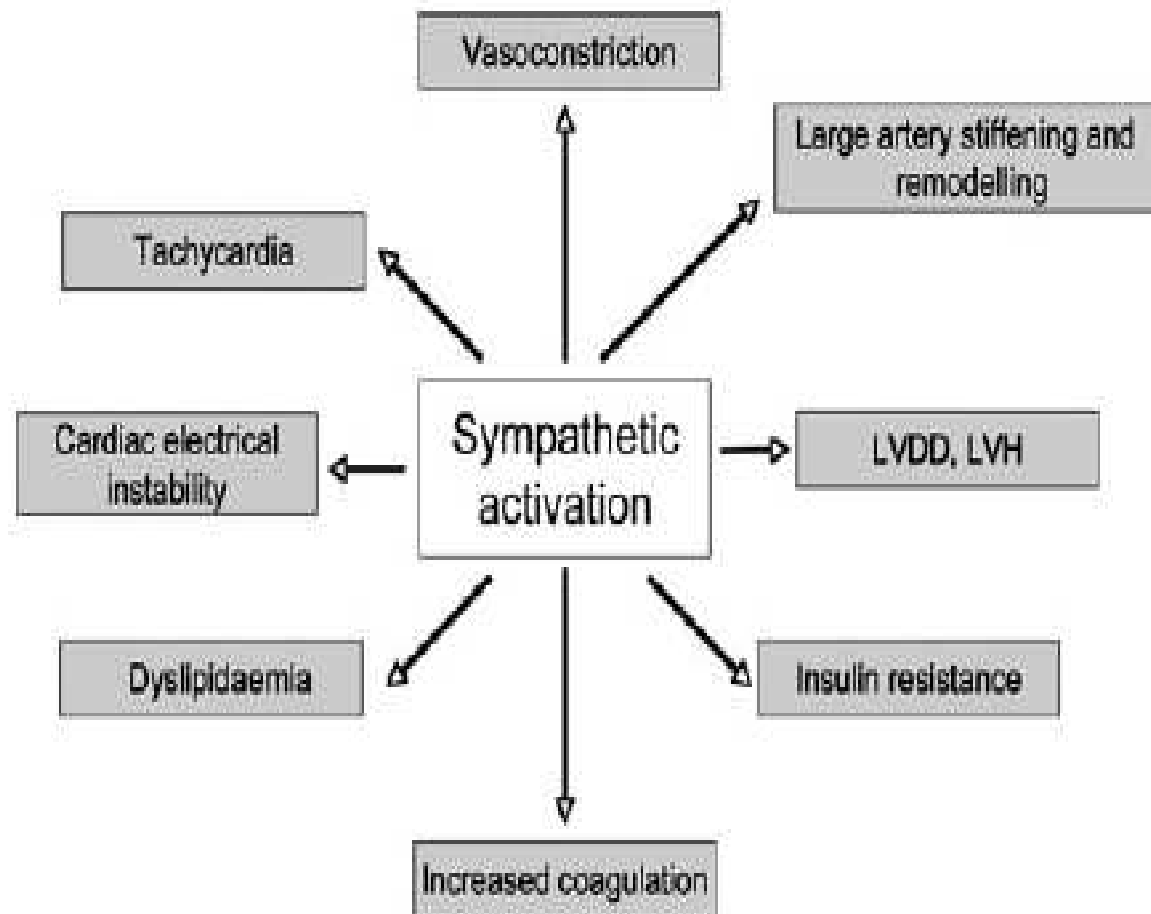 Vasoconstriction
Large artery stiffening and
remodelling
Tachycardia
Sympathetic
activation
Cardiac electrical
instability
LVDD, LVH
Dyslipidaemia
Insulin resistance
Increased coagulation